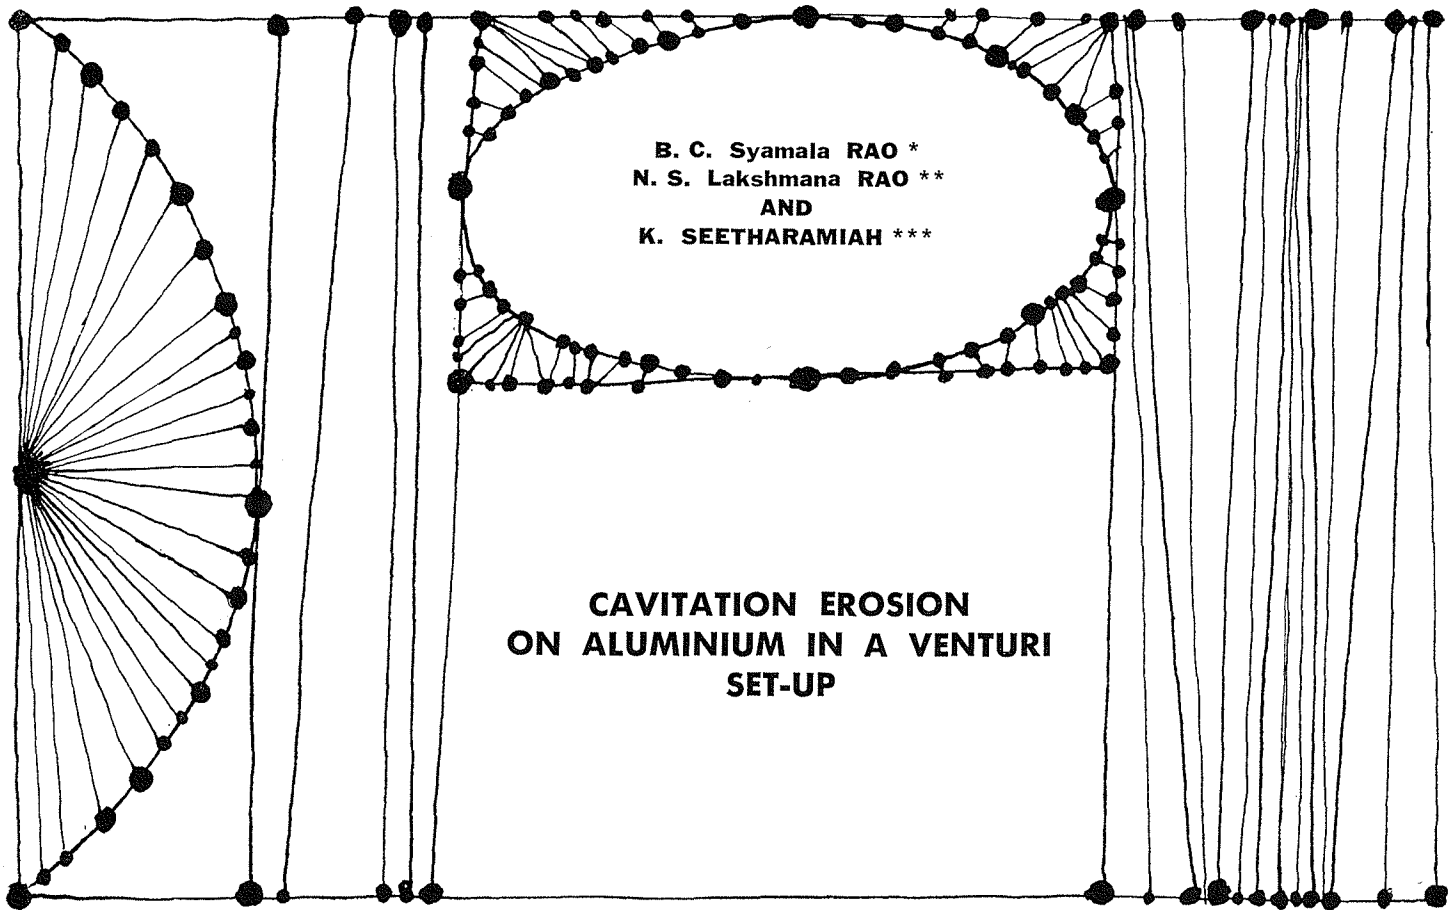 B. C. Syamala RAO *
N. S. Lakshmana RAO **
AND
K. SEETHARAMIAH ***
CAVITATION EROSION
ON ALUMINIUM IN A VENTURI
SET-UP